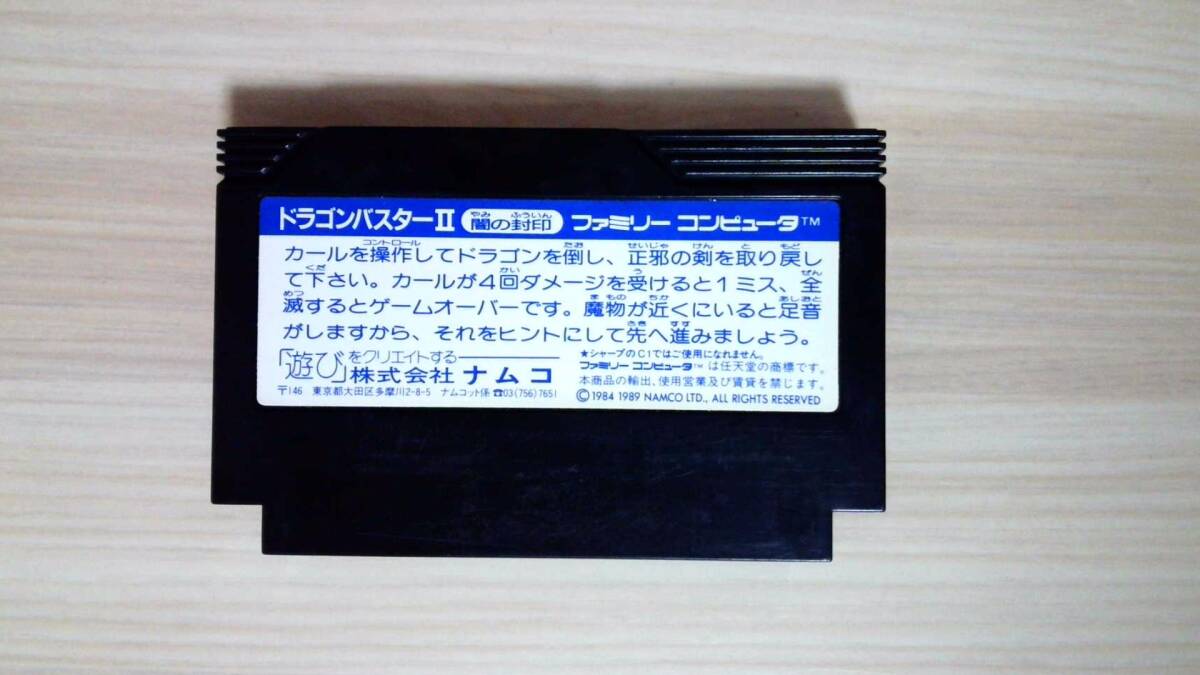 ドラゴンバスターII 闇の封印 ファミリー コンピュータ™
カールを操作してドラゴンを倒し、正邪の剣を取り戻し
て下さい。カールが4回ダメージを受けると1ミス、全
滅するとゲームオーバーです。魔物が近くにいると足音
がしますから、それをヒントにして先へ進みましょう。
「遊び」をクリエイトする
株式会社 ナムコ
〒146 東京都大田区多摩川2-8-5 ナムコット係 ☎03(756)7651
★シャープのC1ではご使用になれません。
ファミリー コンピュータ™ は任天堂の商標です。
本商品の輸出、使用営業及び賃貸を禁じます。
©1984 1989 NAMCO LTD., ALL RIGHTS RESERVED